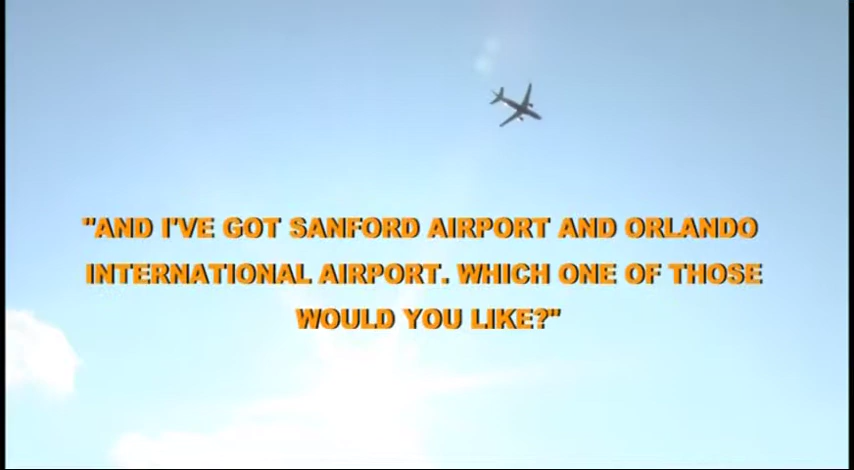 "AND I'VE GOT SANFORD AIRPORT AND ORLANDO
INTERNATIONAL AIRPORT. WHICH ONE OF THOSE
WOULD YOU LIKE?"